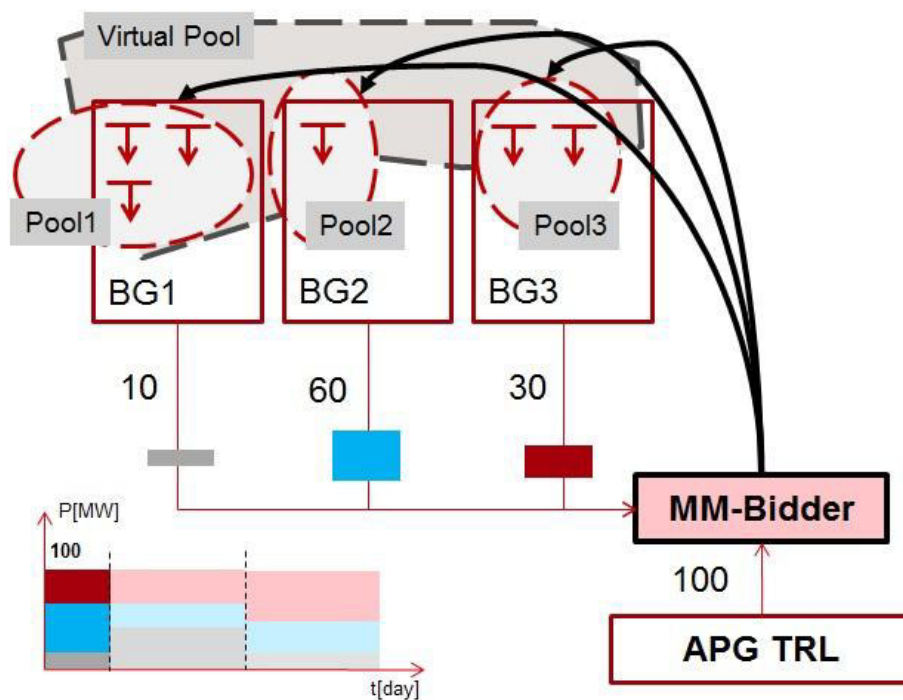 Virtual Pool
Pool1
Pool2
Pool3
BG1
BG2
BG3
10
60
30
MM-Bidder
P[MW]
100
100
APG TRL
t[day]